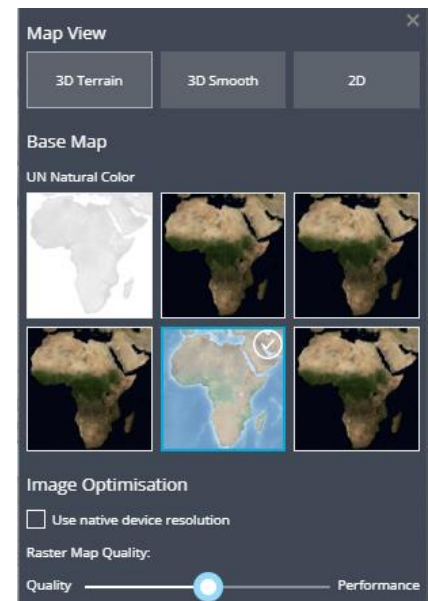 Map View
3D Terrain 3D Smooth 2D
Base Map
UN Natural Color
Image Optimisation
Use native device resolution
Raster Map Quality:
Quality Performance